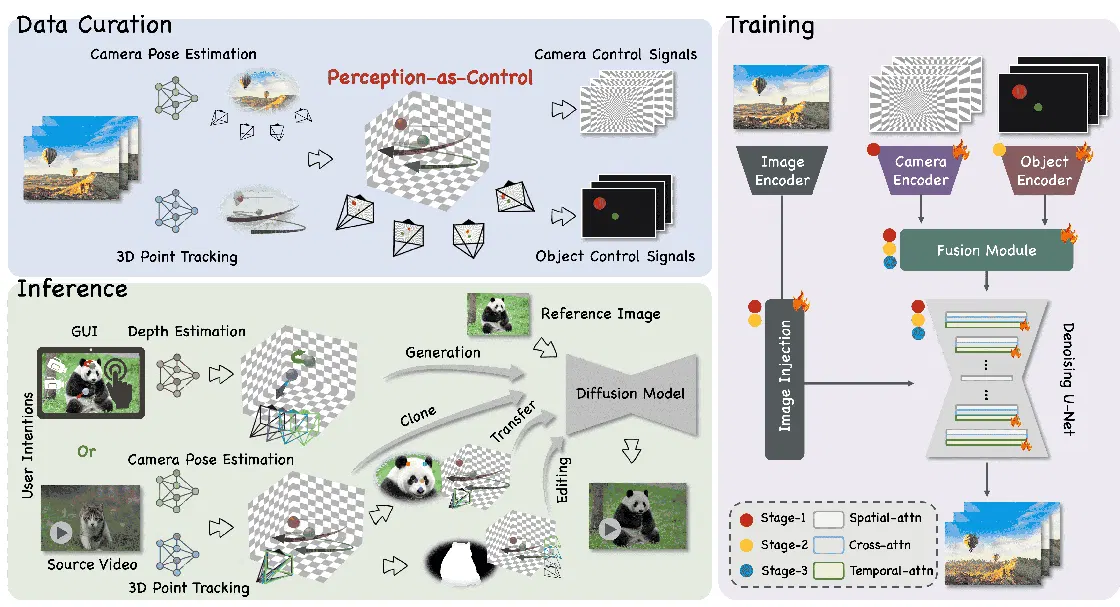 Data Curation
Camera Pose Estimation
3D Point Tracking
Perception-as-Control
Camera Control Signals
Object Control Signals
Inference
User Intentions
GUI
Depth Estimation
Or
Camera Pose Estimation
Source Video
3D Point Tracking
Generation
Clone
Transfer
Editing
Reference Image
Diffusion Model
Training
Image
Encoder
Camera
Encoder
Object
Encoder
Fusion Module
Image Injection
Denoising U-Net
Stage-1
Spatial-attn
Stage-2
Cross-attn
Stage-3
Temporal-attn